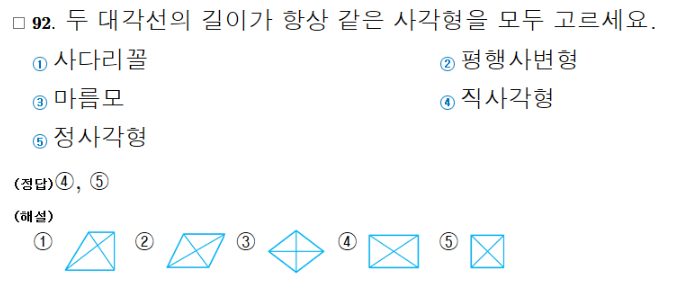 □ 92. 두 대각선의 길이가 항상 같은 사각형을 모두 고르세요.
① 사다리꼴 ② 평행사변형
③ 마름모 ④ 직사각형
⑤ 정사각형
(정답)④, ⑤
(해설)
① ② ③ ④ ⑤